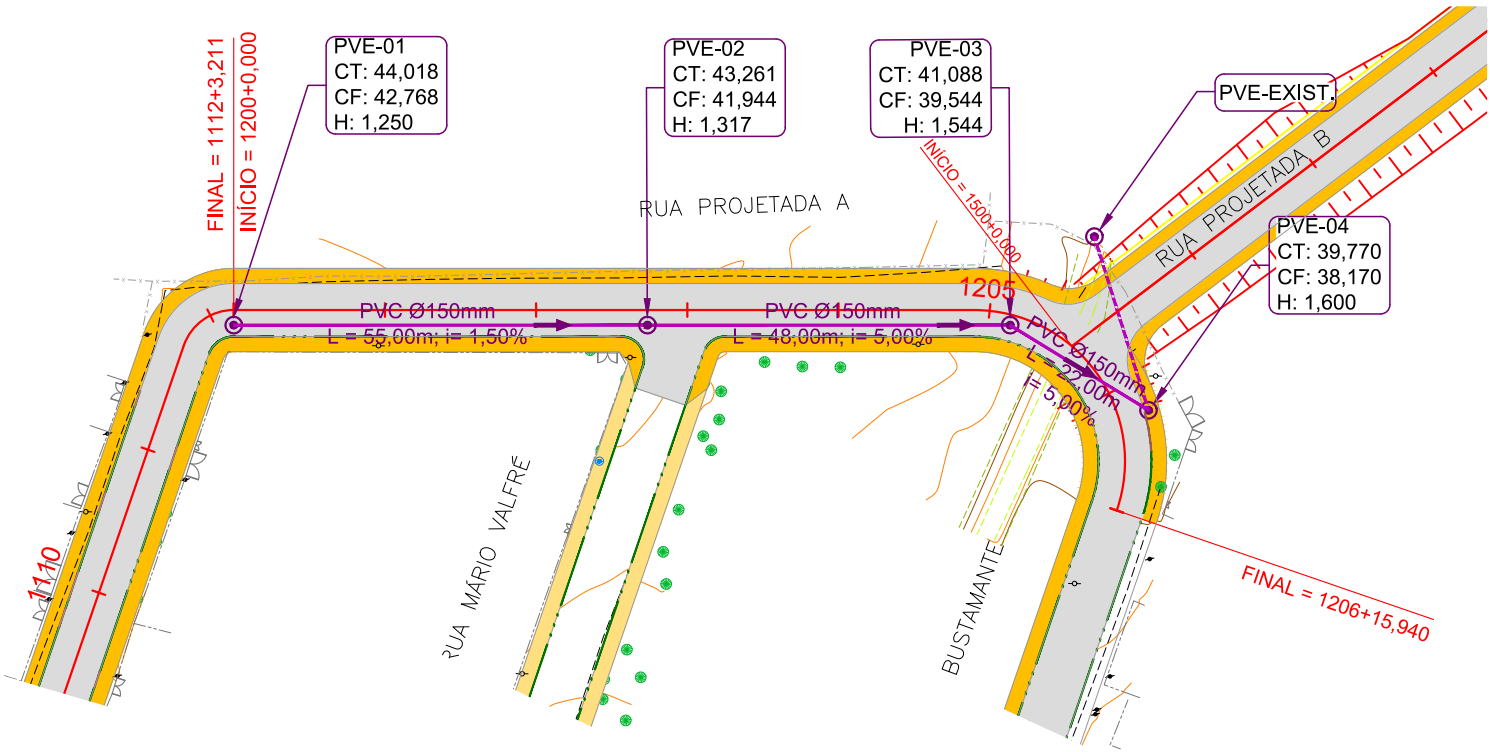 FINAL = 1112+3,211
INÍCIO = 1200+0,000
PVE-01
CT: 44,018
CF: 42,768
H: 1,250
PVE-02
CT: 43,261
CF: 41,944
H: 1,317
PVE-03
CT: 41,088
CF: 39,544
H: 1,544
PVE-EXIST.
INÍCIO = 1500+0,000
RUA PROJETADA A
RUA PROJETADA B
PVE-04
CT: 39,770
CF: 38,170
H: 1,600
1205
PVC Ø150mm
L = 55,00m; i= 1,50%
PVC Ø150mm
L = 48,00m; i= 5,00%
PVC Ø150mm
L = 22,00m
i= 5,00%
1110
RUA MÁRIO VALFRÉ
BUSTAMANTE
FINAL = 1206+15,940